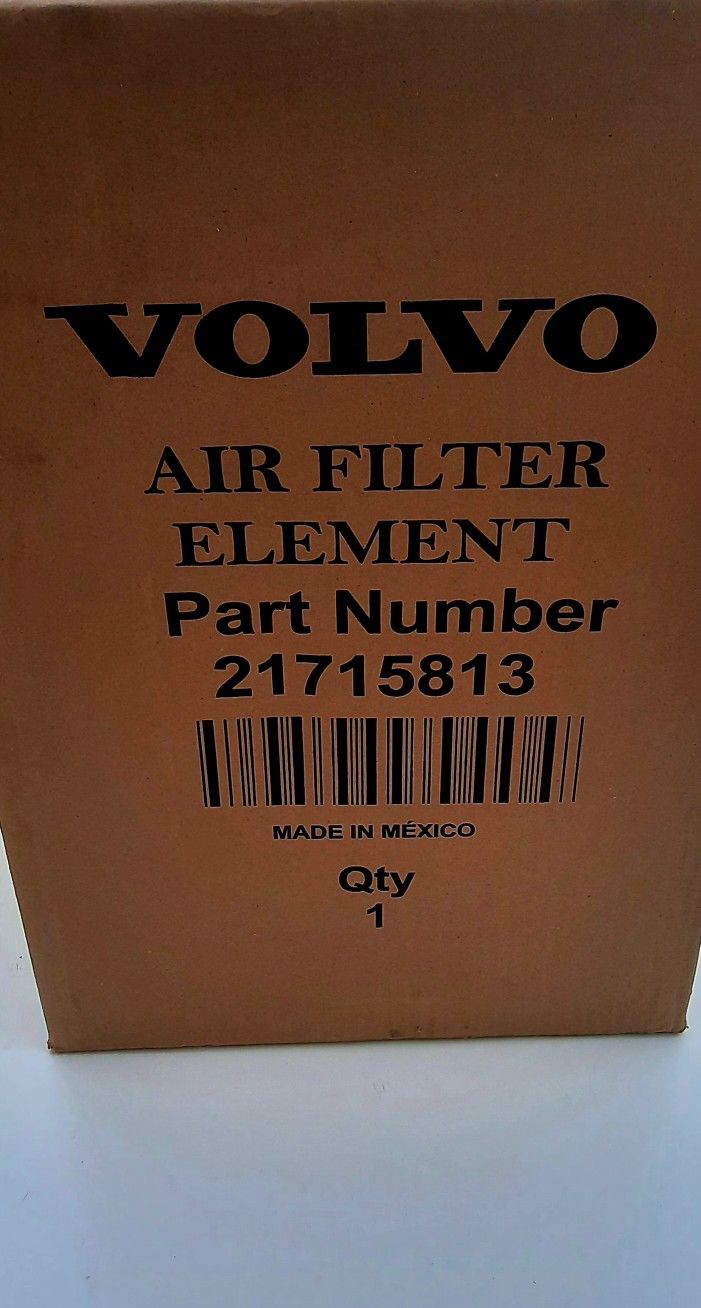 VOLVO
AIR FILTER
ELEMENT
Part Number
21715813
MADE IN MÉXICO
Qty
1